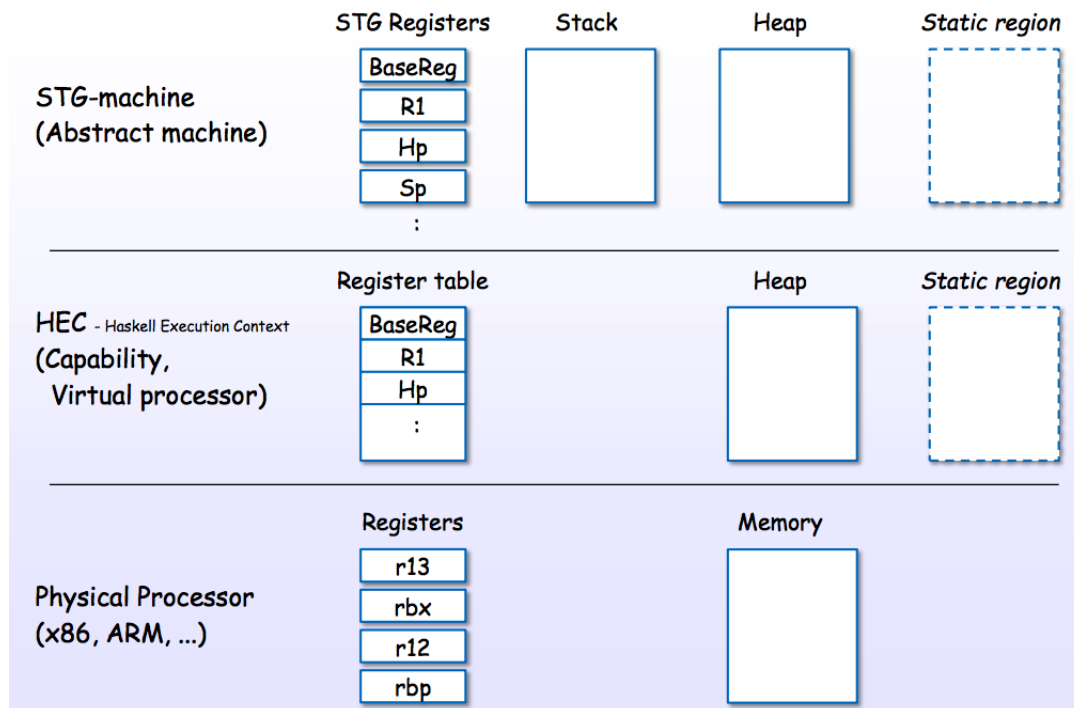 STG Registers Stack Heap Static region
STG-machine
(Abstract machine)
BaseReg
R1
Hp
Sp
:
Register table Heap Static region
HEC - Haskell Execution Context
(Capability,
Virtual processor)
BaseReg
R1
Hp
:
Registers Memory
Physical Processor
(x86, ARM, ...)
r13
rbx
r12
rbp